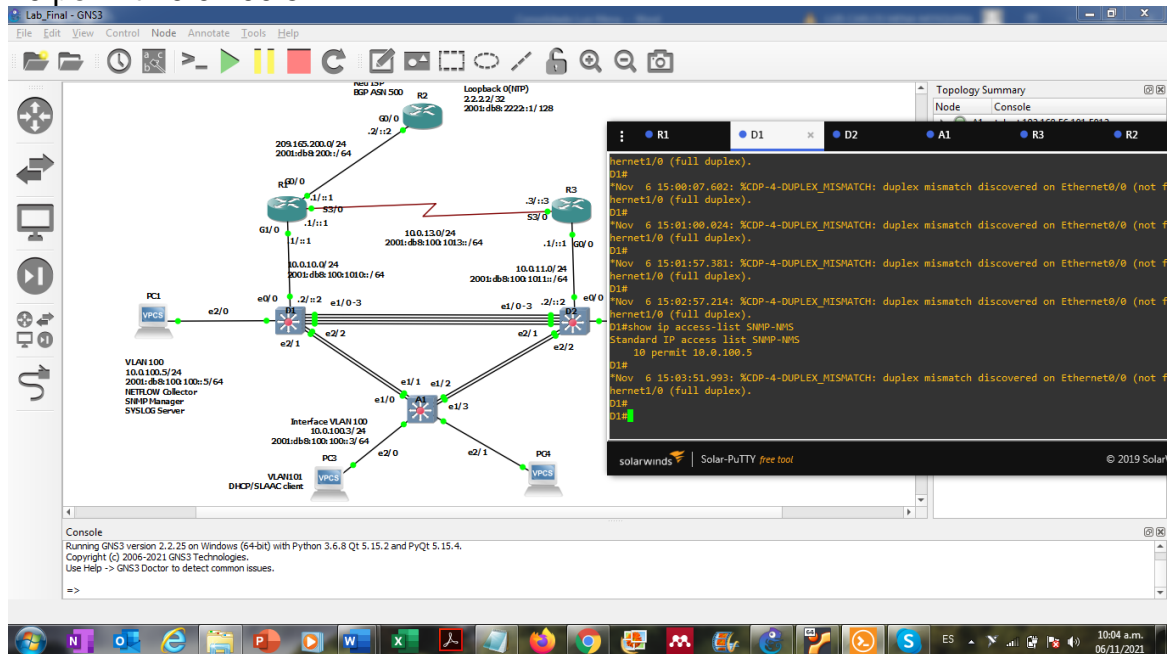 Lab_Final - GNS3
File Edit View Control Node Annotate Tools Help
BGP ASN 500
R2
Loopback 0(NTP)
2.2.2.2/32
2001:db8:2222::1/128
G0/0
.2/::2
209.165.200.0/24
2001:db8:200::/64
R1
G0/0
.1/::1
S3/0
.1/::1
G1/0
.1/::1
R3
.3/::3
S3/0
10.0.13.0/24
2001:db8:100:1013::/64
.1/::1 G0/0
10.0.10.0/24
2001:db8:100:1010::/64
10.0.11.0/24
2001:db8:100:1011::/64
PC1
VPCS
e2/0
e0/0
.2/::2
e1/0-3
D1
e1/0-3
.2/::2
e0/0
D2
e2/2
e2/1
e2/1
e2/2
VLAN 100
10.0.100.5/24
2001:db8:100:100::5/64
NETFLOW Collector
SNMP Manager
SYSLOG Server
e1/1
e1/2
e1/0
A1
e1/3
Interface VLAN 100
10.0.100.3/24
2001:db8:100:100::3/64
PC3
VPCS
e2/0
e2/1
PC4
VPCS
VLAN101
DHCP/SLAAC client
Topology Summary
Node Console
R1
D1
D2
A1
R3
R2
hernet1/0 (full duplex).
D1#
*Nov 6 15:00:07.602: %CDP-4-DUPLEX_MISMATCH: duplex mismatch discovered on Ethernet0/0 (not f
hernet1/0 (full duplex).
D1#
*Nov 6 15:01:00.024: %CDP-4-DUPLEX_MISMATCH: duplex mismatch discovered on Ethernet0/0 (not f
hernet1/0 (full duplex).
D1#
*Nov 6 15:01:57.381: %CDP-4-DUPLEX_MISMATCH: duplex mismatch discovered on Ethernet0/0 (not f
hernet1/0 (full duplex).
D1#
*Nov 6 15:02:57.214: %CDP-4-DUPLEX_MISMATCH: duplex mismatch discovered on Ethernet0/0 (not f
hernet1/0 (full duplex).
D1#show ip access-list SNMP-NMS
Standard IP access list SNMP-NMS
10 permit 10.0.100.5
D1#
*Nov 6 15:03:51.993: %CDP-4-DUPLEX_MISMATCH: duplex mismatch discovered on Ethernet0/0 (not f
hernet1/0 (full duplex).
D1#
D1#
solarwinds Solar-PuTTY free tool
© 2019 Solar
Console
Running GNS3 version 2.2.25 on Windows (64-bit) with Python 3.6.8 Qt 5.15.2 and PyQt 5.15.4.
Copyright (c) 2006-2021 GNS3 Technologies.
Use Help -> GNS3 Doctor to detect common issues.
=>
ES
10:04 a.m.
06/11/2021